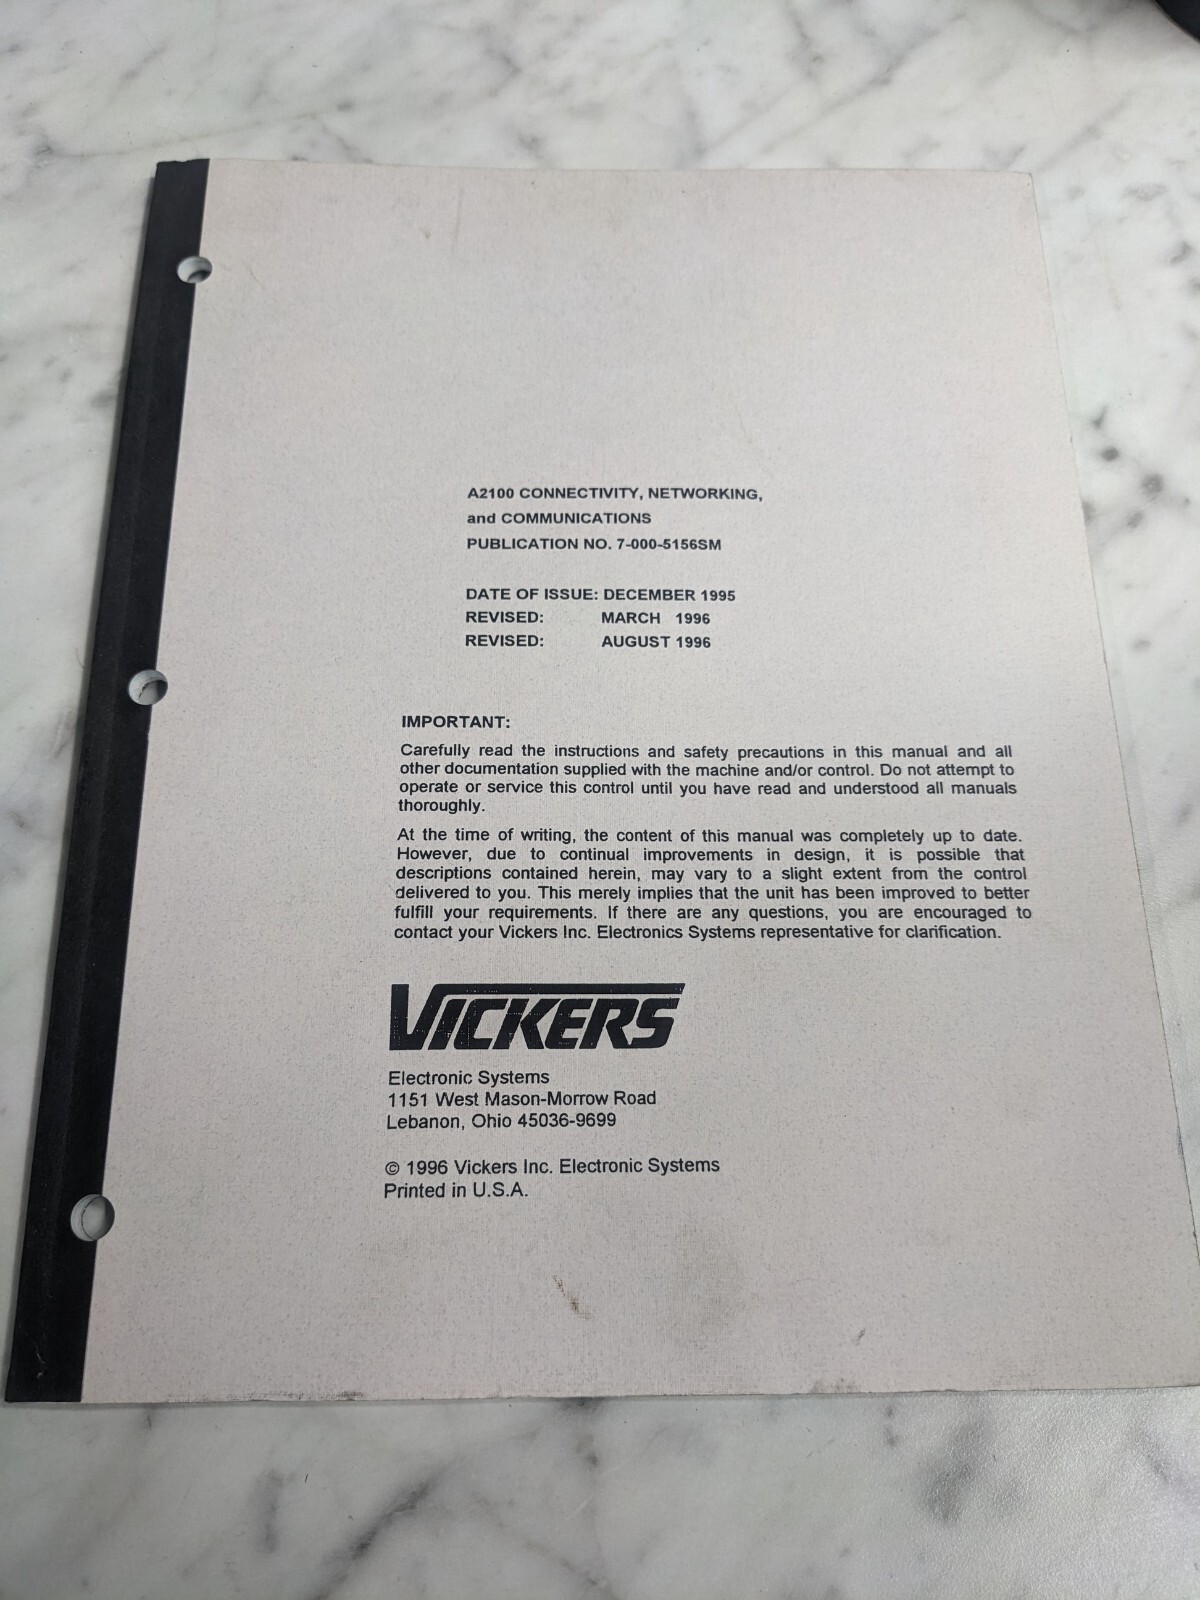 A2100 CONNECTIVITY, NETWORKING,
and COMMUNICATIONS
PUBLICATION NO. 7-000-5156SM
DATE OF ISSUE: DECEMBER 1995
REVISED: MARCH 1996
REVISED: AUGUST 1996
IMPORTANT:
Carefully read the instructions and safety precautions in this manual and all
other documentation supplied with the machine and/or control. Do not attempt to
operate or service this control until you have read and understood all manuals
thoroughly.
At the time of writing, the content of this manual was completely up to date.
However, due to continual improvements in design, it is possible that
descriptions contained herein, may vary to a slight extent from the control
delivered to you. This merely implies that the unit has been improved to better
fulfill your requirements. If there are any questions, you are encouraged to
contact your Vickers Inc. Electronics Systems representative for clarification.
VICKERS
Electronic Systems
1151 West Mason-Morrow Road
Lebanon, Ohio 45036-9699
© 1996 Vickers Inc. Electronic Systems
Printed in U.S.A.